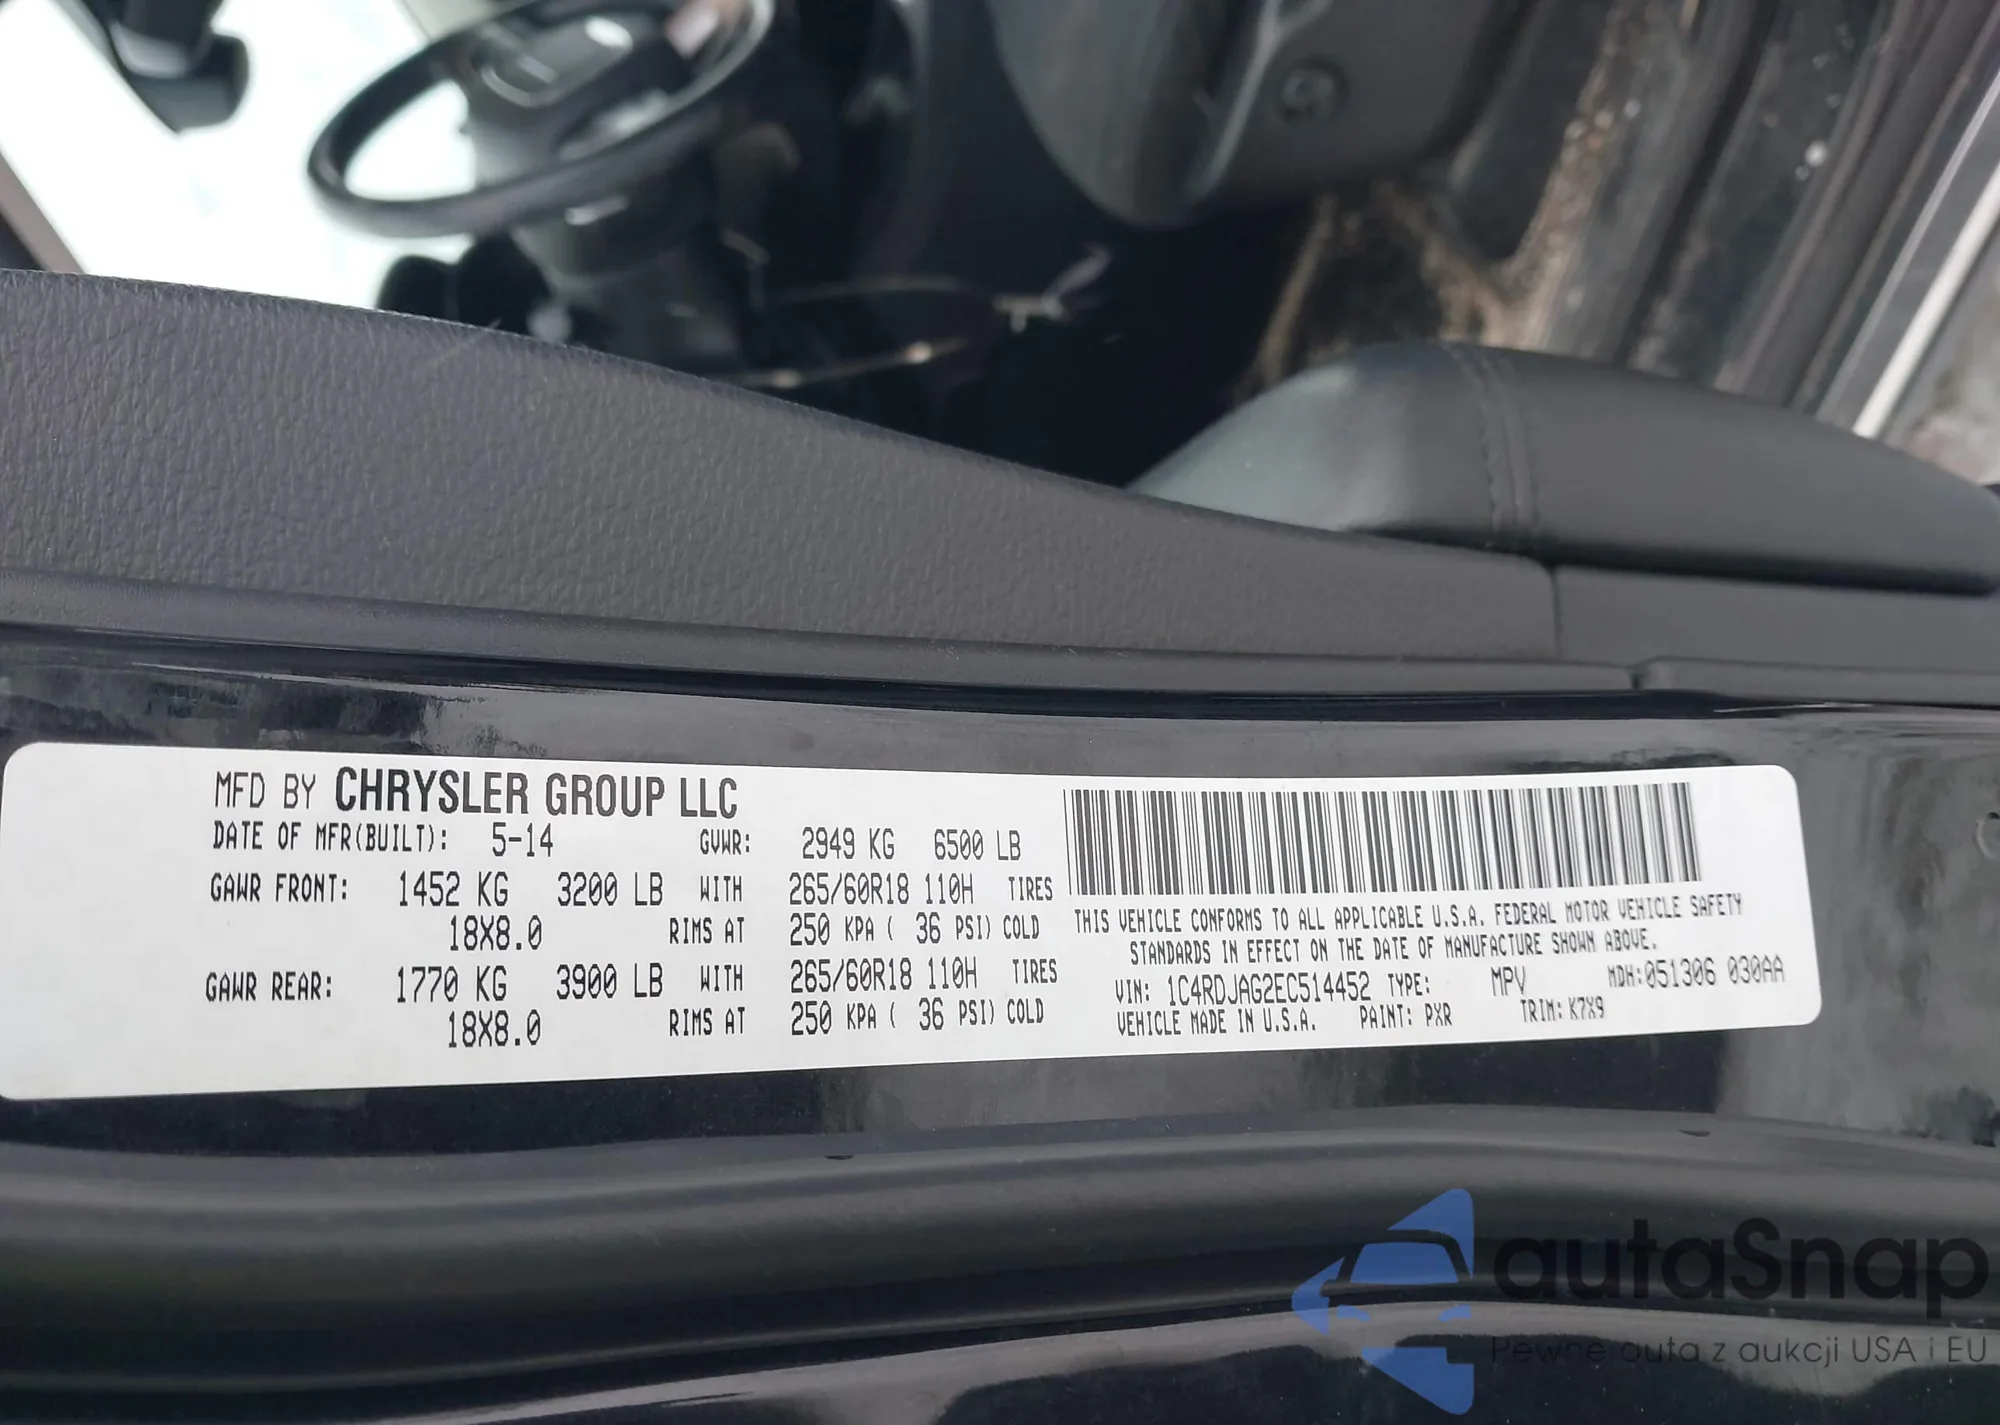 MFD BY CHRYSLER GROUP LLC
DATE OF MFR(BUILT): 5-14 GVWR: 2949 KG 6500 LB
GAWR FRONT: 1452 KG 3200 LB WITH 265/60R18 110H TIRES
18X8.0 RIMS AT 250 KPA ( 36 PSI) COLD
GAWR REAR: 1770 KG 3900 LB WITH 265/60R18 110H TIRES
18X8.0 RIMS AT 250 KPA ( 36 PSI) COLD
THIS VEHICLE CONFORMS TO ALL APPLICABLE U.S.A. FEDERAL MOTOR VEHICLE SAFETY
STANDARDS IN EFFECT ON THE DATE OF MANUFACTURE SHOWN ABOVE.
VIN: 1C4RDJAG2EC514452 TYPE: MPV MDH:051306 030AA
VEHICLE MADE IN U.S.A. PAINT: PXR TRIM: K7X9
autaSnap
Pewne auta z aukcji USA i EU